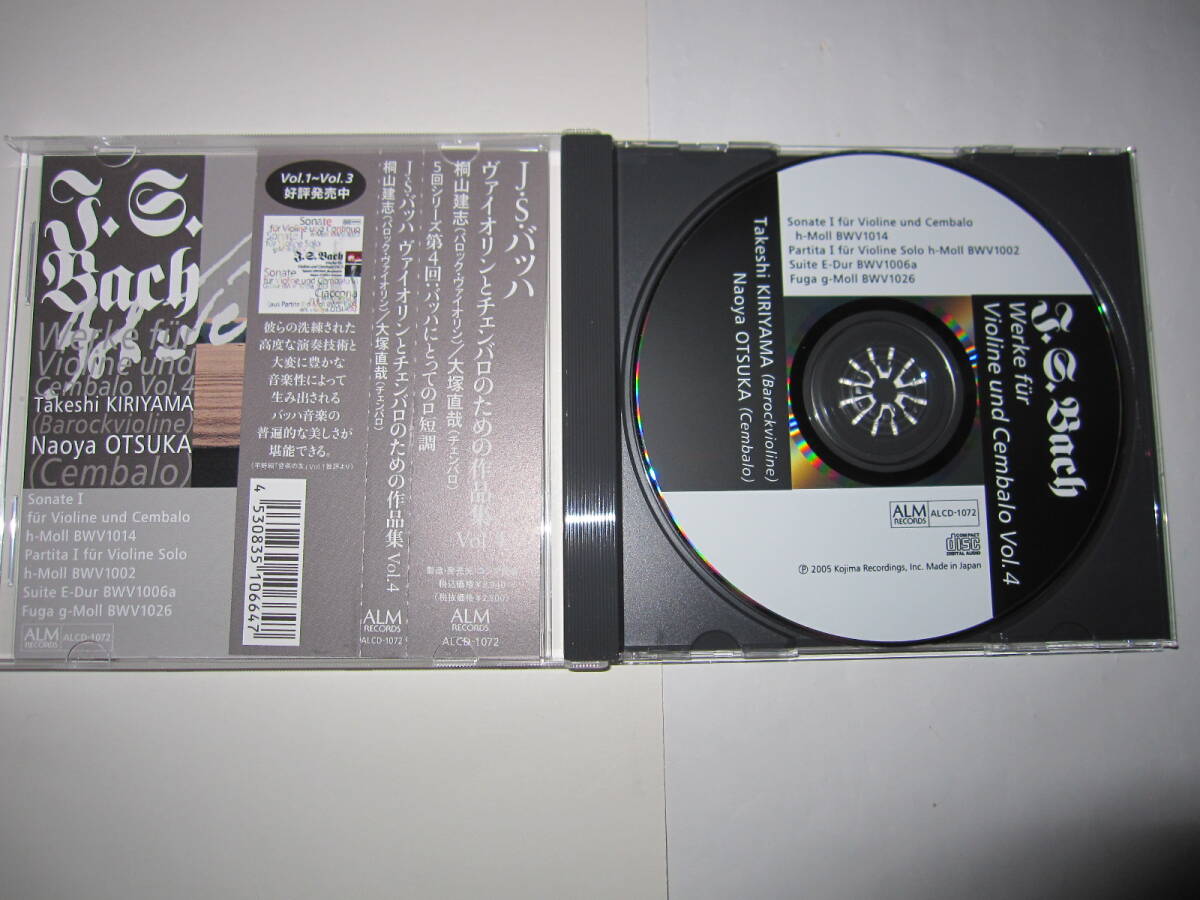 J. S.
Bach
Werke für
Violine und
Cembalo Vol.4
Takeshi KIRIYAMA
(Barockvioline)
Naoya OTSUKA
(Cembalo)
Sonate I
für Violine und Cembalo
h-Moll BWV1014
Partita I für Violine Solo
h-Moll BWV1002
Suite E-Dur BWV1006a
Fuga g-Moll BWV1026
ALM
RECORDS
ALCD-1072
Vol.1~Vol.3
好評発売中
Sonate
für Violine und Continuo
J.S.Bach
Sonate
Ciaccona
彼らの洗練された
高度な演奏技術と
大変に豊かな
音楽性によって
生み出される
バッハ音楽の
普遍的な美しさが
堪能できる。
4 530835 106647
J.S.バッハ
ヴァイオリンとチェンバロのための作品集 Vol.4
桐山建志(バロック・ヴァイオリン)/大塚直哉(チェンバロ)
5回シリーズ第4回:バッハにとってのロ短調
ALM
RECORDS
ALCD-1072
J.S.バッハ ヴァイオリンとチェンバロのための作品集 Vol.4
桐山建志(バロック・ヴァイオリン)/大塚直哉(チェンバロ)
ALM
RECORDS
ALCD-1072
Sonate I für Violine und Cembalo
h-Moll BWV1014
Partita I für Violine Solo h-Moll BWV1002
Suite E-Dur BWV1006a
Fuga g-Moll BWV1026
J. S. Bach
Werke für
Violine und Cembalo Vol.4
Takeshi KIRIYAMA (Barockvioline)
Naoya OTSUKA (Cembalo)
ALM
RECORDS
ALCD-1072
COMPACT
disc
DIGITAL AUDIO
Ⓟ 2005 Kojima Recordings, Inc. Made in Japan